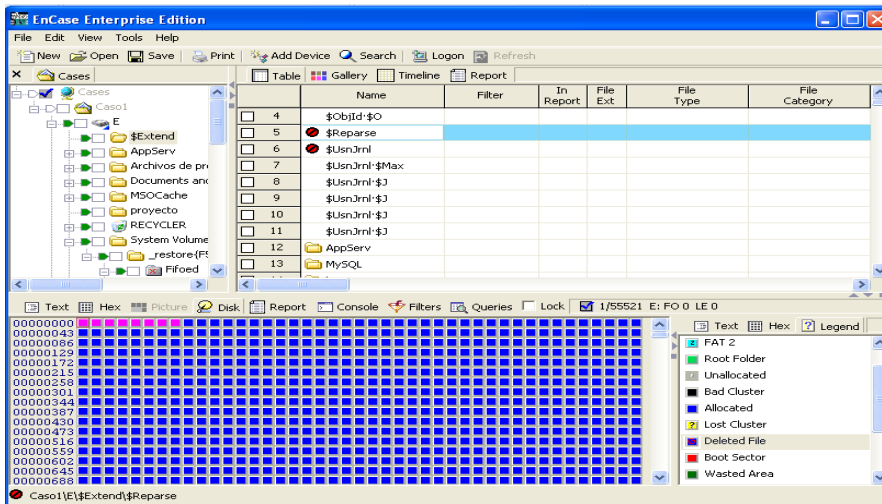 EnCase Enterprise Edition
File Edit View Tools Help
New Open Save Print Add Device Search Logon Refresh
Cases
Table Gallery Timeline Report
Cases
Caso1
E
$Extend
AppServ
Archivos de pr
Documents and
MSOCache
proyecto
RECYCLER
System Volume
_restore{F9
Fifoed
Name Filter In Report File Ext File Type File Category
4 $ObjId·$O
5 $Reparse
6 $UsnJrnl
7 $UsnJrnl·$Max
8 $UsnJrnl·$J
9 $UsnJrnl·$J
10 $UsnJrnl·$J
11 $UsnJrnl·$J
12 AppServ
13 MySQL
Text Hex Picture Disk Report Console Filters Queries Lock 1/55521 E: FO 0 LE 0
00000000
00000043
00000086
00000129
00000172
00000215
00000258
00000301
00000344
00000387
00000430
00000473
00000516
00000559
00000602
00000645
00000688
Text Hex Legend
FAT 2
Root Folder
Unallocated
Bad Cluster
Allocated
Lost Cluster
Deleted File
Boot Sector
Wasted Area
Caso1\E\$Extend\$Reparse